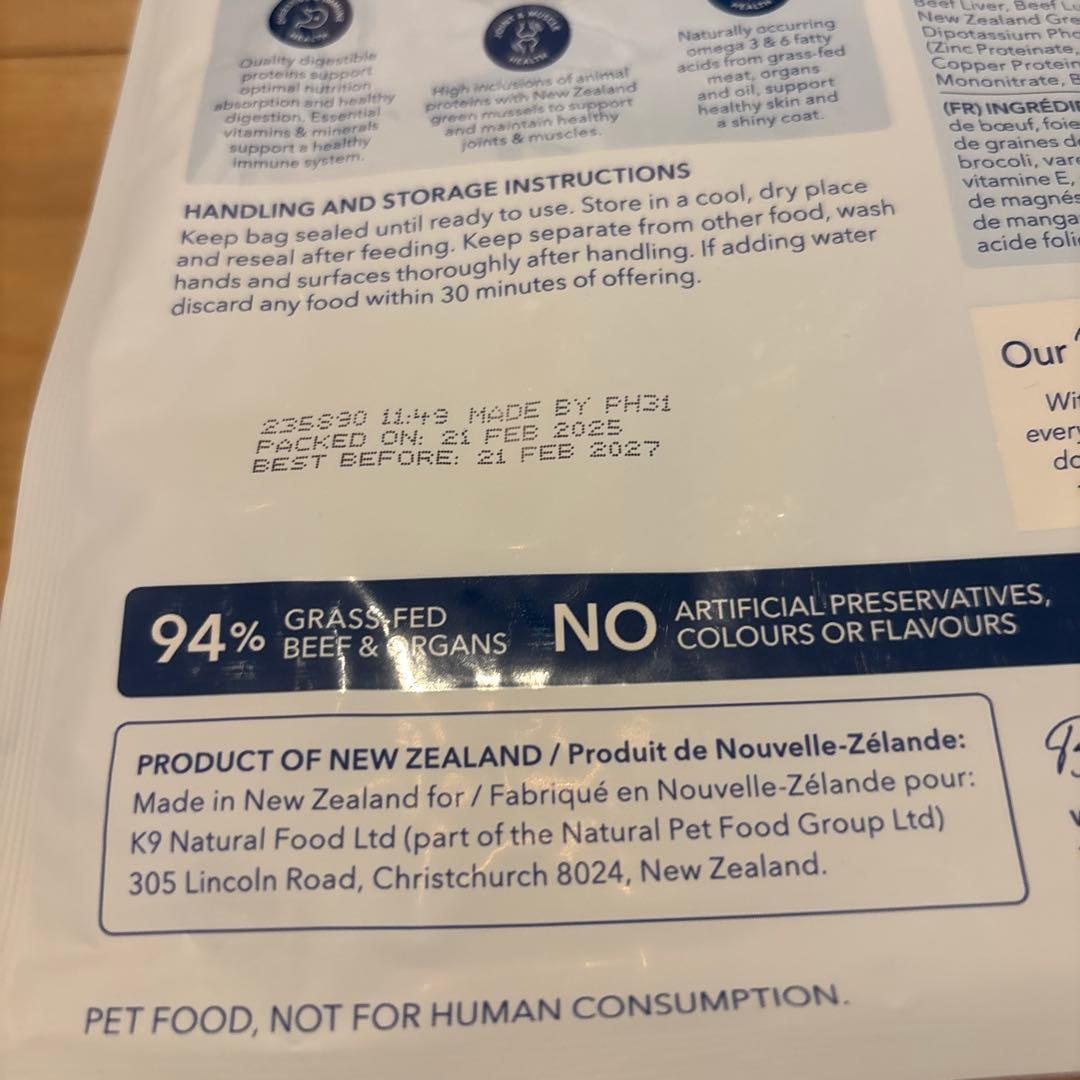 HEALTH
Quality digestible
proteins support
optimal nutrition
absorption and healthy
digestion. Essential
vitamins & minerals
support a healthy
immune system.
JOINT & MUSCLE
HEALTH
High inclusions of animal
proteins with New Zealand
green mussels to support
and maintain healthy
joints & muscles.
HEALTH
Naturally occurring
omega 3 & 6 fatty
acids from grass-fed
meat, organs
and oil, support
healthy skin and
a shiny coat.
Beef Liver, Beef
New Zealand
Dipotassium
(Zinc Proteinate,
Copper
Mononitrate,
(FR)
de bœuf, foie
de graines
brocoli,
vitamine E,
de
de
acide
HANDLING AND STORAGE INSTRUCTIONS
Keep bag sealed until ready to use. Store in a cool, dry place
and reseal after feeding. Keep separate from other food, wash
hands and surfaces thoroughly after handling. If adding water
discard any food within 30 minutes of offering.
Our
235890 11:49 MADE BY PH31
PACKED ON: 21 FEB 2025
BEST BEFORE: 21 FEB 2027
94% GRASS-FED
BEEF & ORGANS
NO ARTIFICIAL PRESERVATIVES,
COLOURS OR FLAVOURS
PRODUCT OF NEW ZEALAND / Produit de Nouvelle-Zélande:
Made in New Zealand for / Fabriqué en Nouvelle-Zélande pour:
K9 Natural Food Ltd (part of the Natural Pet Food Group Ltd)
305 Lincoln Road, Christchurch 8024, New Zealand.
PET FOOD, NOT FOR HUMAN CONSUMPTION.